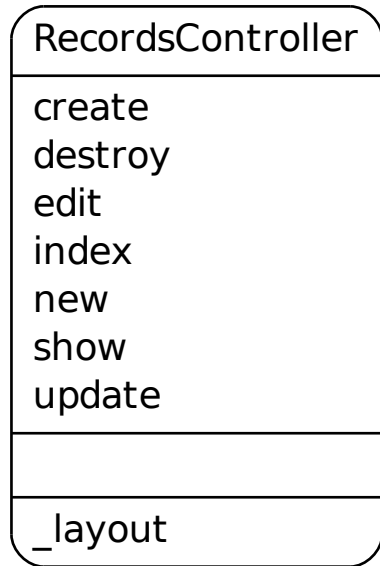 RecordsController
create
destroy
edit
index
new
show
update
_layout